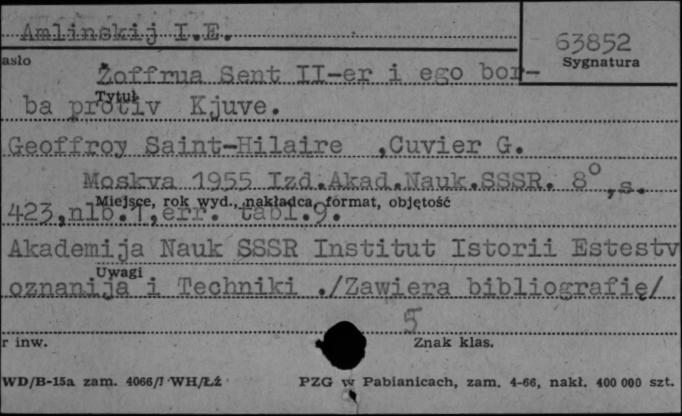 Amlinskij I.E.
63852
asło
Sygnatura
Żoffrua Sent II-er i ego bor-
Tytuł
ba protiv Kjuve.
Geoffroy Saint-Hilaire ,Cuvier G.
Moskva 1955 Izd.Akad.Nauk.SSSR. 8°,s.
Miejsce, rok wyd., nakładca, format, objętość
423,nlb.1,err. tabl.9.
Akademija Nauk SSSR Institut Istorii Estestv
Uwagi
oznanija i Techniki ./Zawiera bibliografię/
5
r inw.
Znak klas.
WD/B-15a zam. 4066/I WH/Łź
PZG w Pabianicach, zam. 4-66, nakł. 400 000 szt.